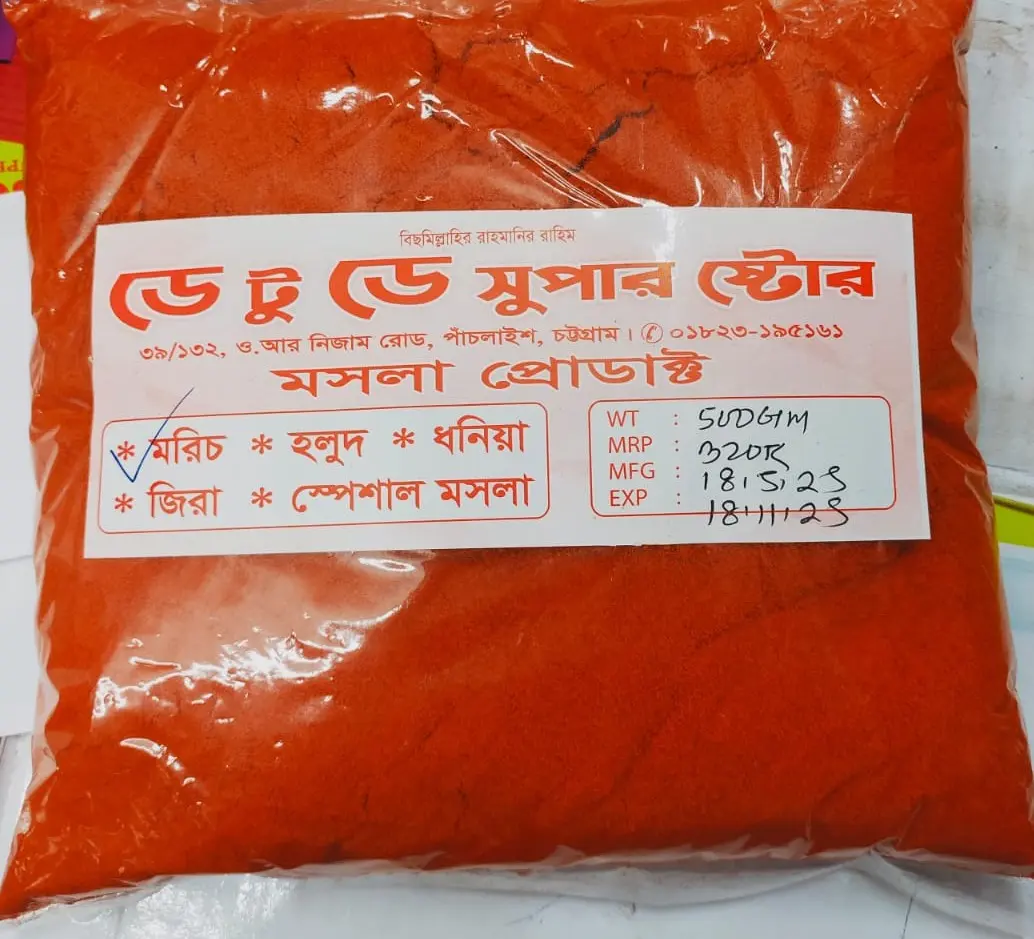 বিছমিল্লাহির রাহমানির রাহিম
ডে টু ডে সুপার ষ্টোর
৩৯/১৩২, ও.আর নিজাম রোড, পাঁচলাইশ, চট্টগ্রাম। ✆ ০১৮২৩-১৯৫১৬১
মসলা প্রোডাক্ট
* মরিচ * হলুদ * ধনিয়া
* জিরা * স্পেশাল মসলা
WT : 500GM
MRP : 320
MFG : 18.5.25
EXP : 18.11.25